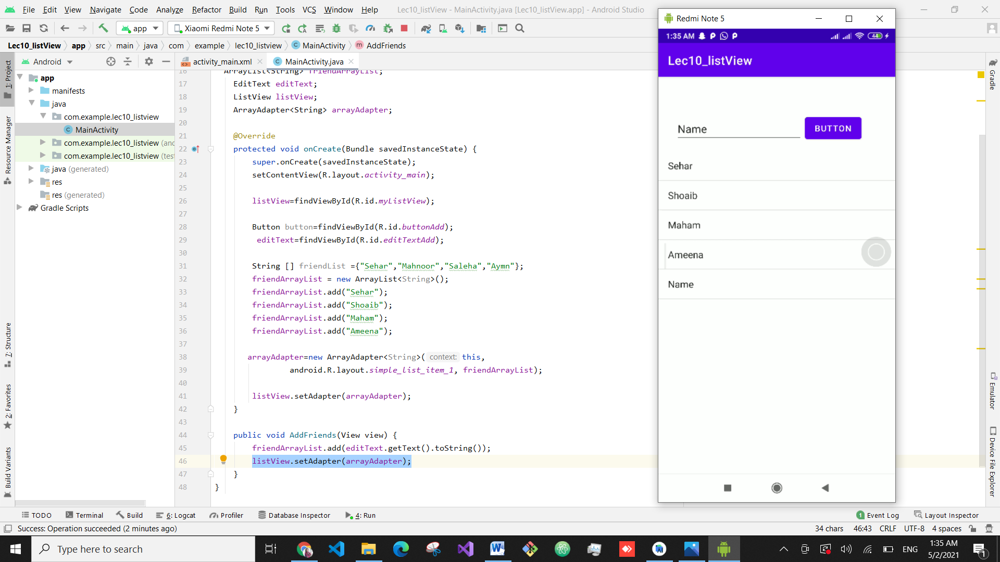 File Edit View Navigate Code Analyze Refactor Build Run Tools VCS Window Help Lec10_listView - MainActivity.java [Lec10_listView.app] - Android Studio
app Xiaomi Redmi Note 5
Lec10_listView app src main java com example lec10_listview MainActivity AddFriends
1: Project
Resource Manager
7: Structure
2: Favorites
Build Variants
Android
app
manifests
java
com.example.lec10_listview
MainActivity
com.example.lec10_listview (and
com.example.lec10_listview (test
java (generated)
res
res (generated)
Gradle Scripts
activity_main.xml MainActivity.java
16 ArrayList<String> friendArrayList;
17 EditText editText;
18 ListView listView;
19 ArrayAdapter<String> arrayAdapter;
20
21 @Override
22 protected void onCreate(Bundle savedInstanceState) {
23 super.onCreate(savedInstanceState);
24 setContentView(R.layout.activity_main);
25
26 listView=findViewById(R.id.myListView);
27
28 Button button=findViewById(R.id.buttonAdd);
29 editText=findViewById(R.id.editTextAdd);
30
31 String [] friendList ={"Sehar","Mahnoor","Saleha","Aymn"};
32 friendArrayList = new ArrayList<String>();
33 friendArrayList.add("Sehar");
34 friendArrayList.add("Shoaib");
35 friendArrayList.add("Maham");
36 friendArrayList.add("Ameena");
37
38 arrayAdapter=new ArrayAdapter<String>( context: this,
39 android.R.layout.simple_list_item_1, friendArrayList);
40
41 listView.setAdapter(arrayAdapter);
42 }
43
44 public void AddFriends(View view) {
45 friendArrayList.add(editText.getText().toString());
46 listView.setAdapter(arrayAdapter);
47 }
48 }
Redmi Note 5
1:35 AM 44
Lec10_listView
Name BUTTON
Sehar
Shoaib
Maham
Ameena
Name
Gradle
Emulator
Device File Explorer
TODO Terminal Build 6: Logcat Profiler Database Inspector 4: Run 1 Event Log Layout Inspector
Success: Operation succeeded (2 minutes ago) 34 chars 46:43 CRLF UTF-8 4 spaces
Type here to search ENG 1:35 AM
5/2/2021 1